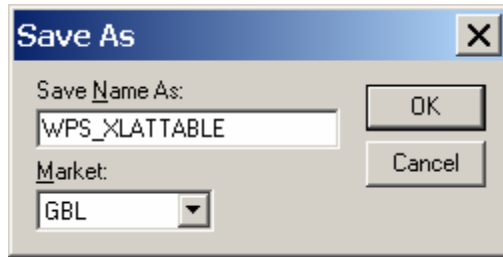 Save As
Save Name As:
WPS_XLATTABLE
OK
Market:
Cancel
GBL